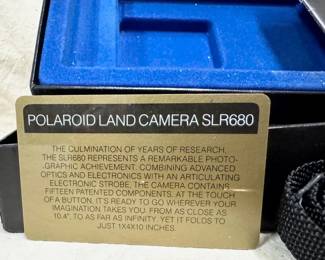 POLAROID LAND CAMERA SLR680
THE CULMINATION OF YEARS OF RESEARCH,
THE SLR680 REPRESENTS A REMARKABLE PHOTO-
GRAPHIC ACHIEVEMENT. COMBINING ADVANCED
OPTICS AND ELECTRONICS WITH AN ARTICULATING
ELECTRONIC STROBE, THE CAMERA CONTAINS
FIFTEEN PATENTED COMPONENTS. AT THE TOUCH
OF A BUTTON, IT'S READY TO GO WHEREVER YOUR
IMAGINATION TAKES YOU. FROM AS CLOSE AS
10.4", TO AS FAR AS INFINITY. YET IT FOLDS TO
JUST 1X4X10 INCHES.